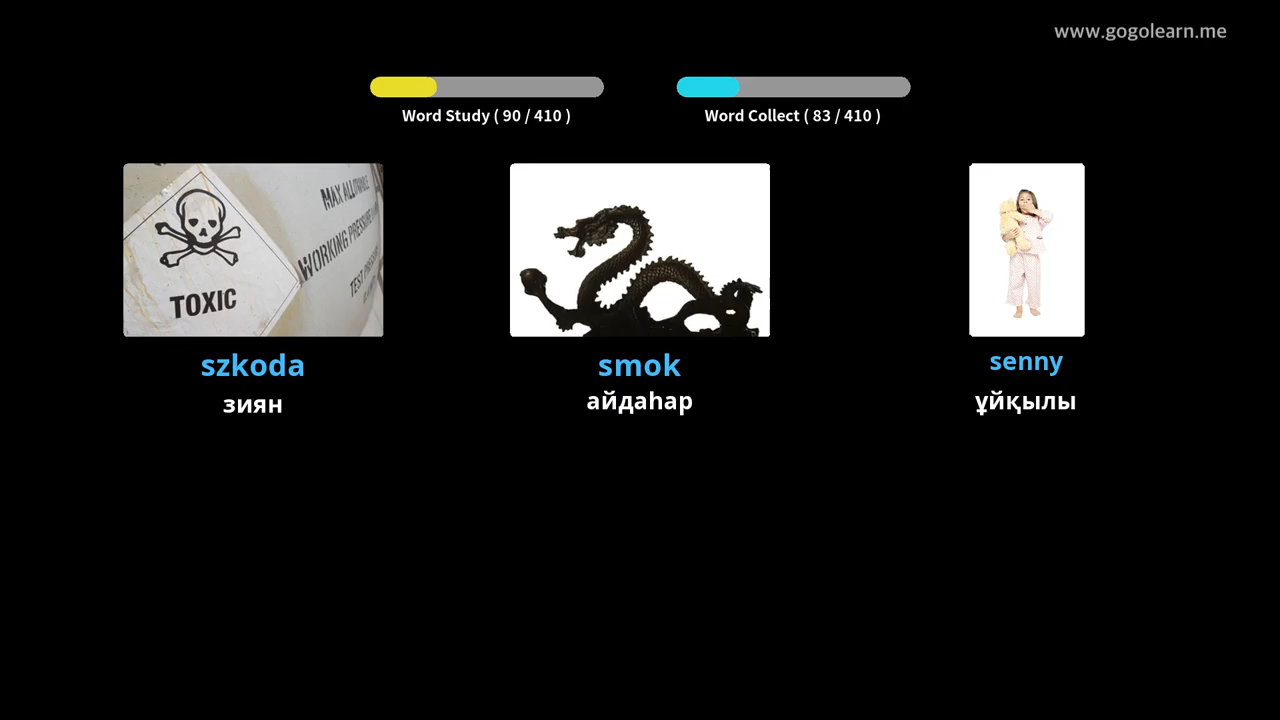 www.gogolearn.me
Word Study ( 90 / 410 )
Word Collect ( 83 / 410 )
TOXIC
MAX ALLOWABLE
WORKING PRESSURE
TEST PRESSURE
szkoda
зиян
smok
айдаһар
senny
ұйқылы